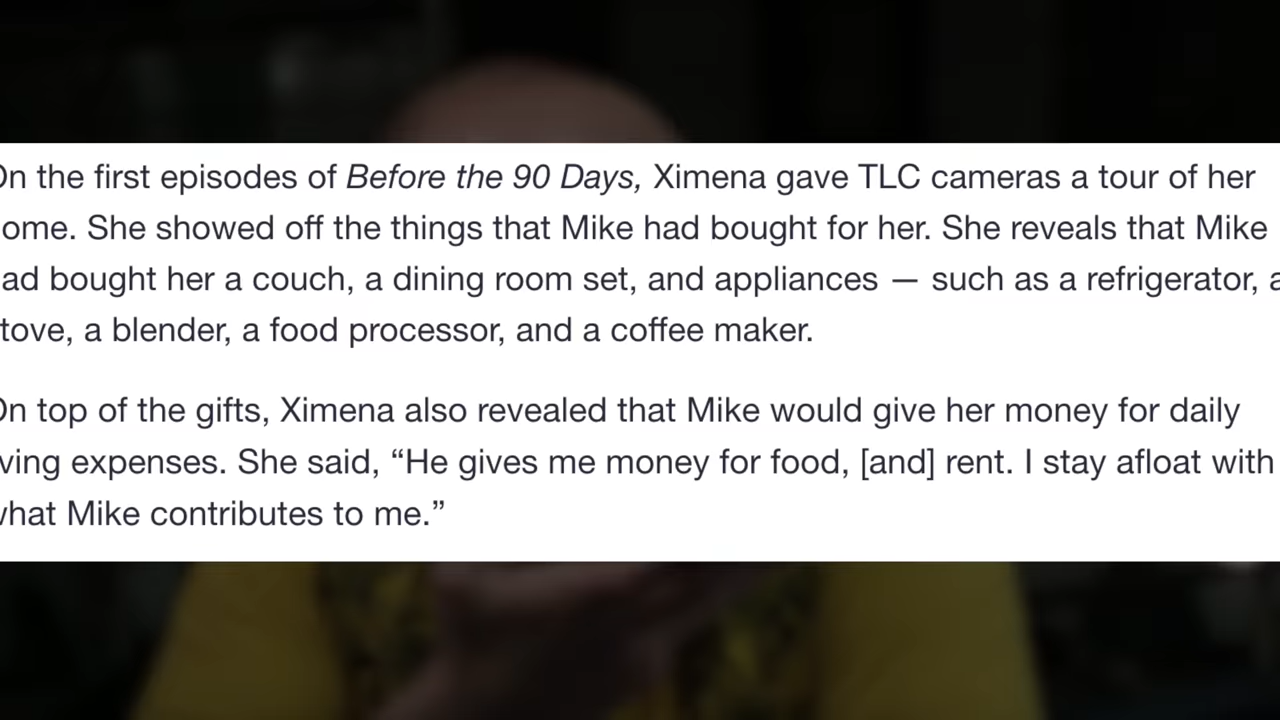 On the first episodes of Before the 90 Days, Ximena gave TLC cameras a tour of her
ome. She showed off the things that Mike had bought for her. She reveals that Mike
ad bought her a couch, a dining room set, and appliances — such as a refrigerator, a
tove, a blender, a food processor, and a coffee maker.
On top of the gifts, Ximena also revealed that Mike would give her money for daily
ving expenses. She said, “He gives me money for food, [and] rent. I stay afloat with
what Mike contributes to me.”